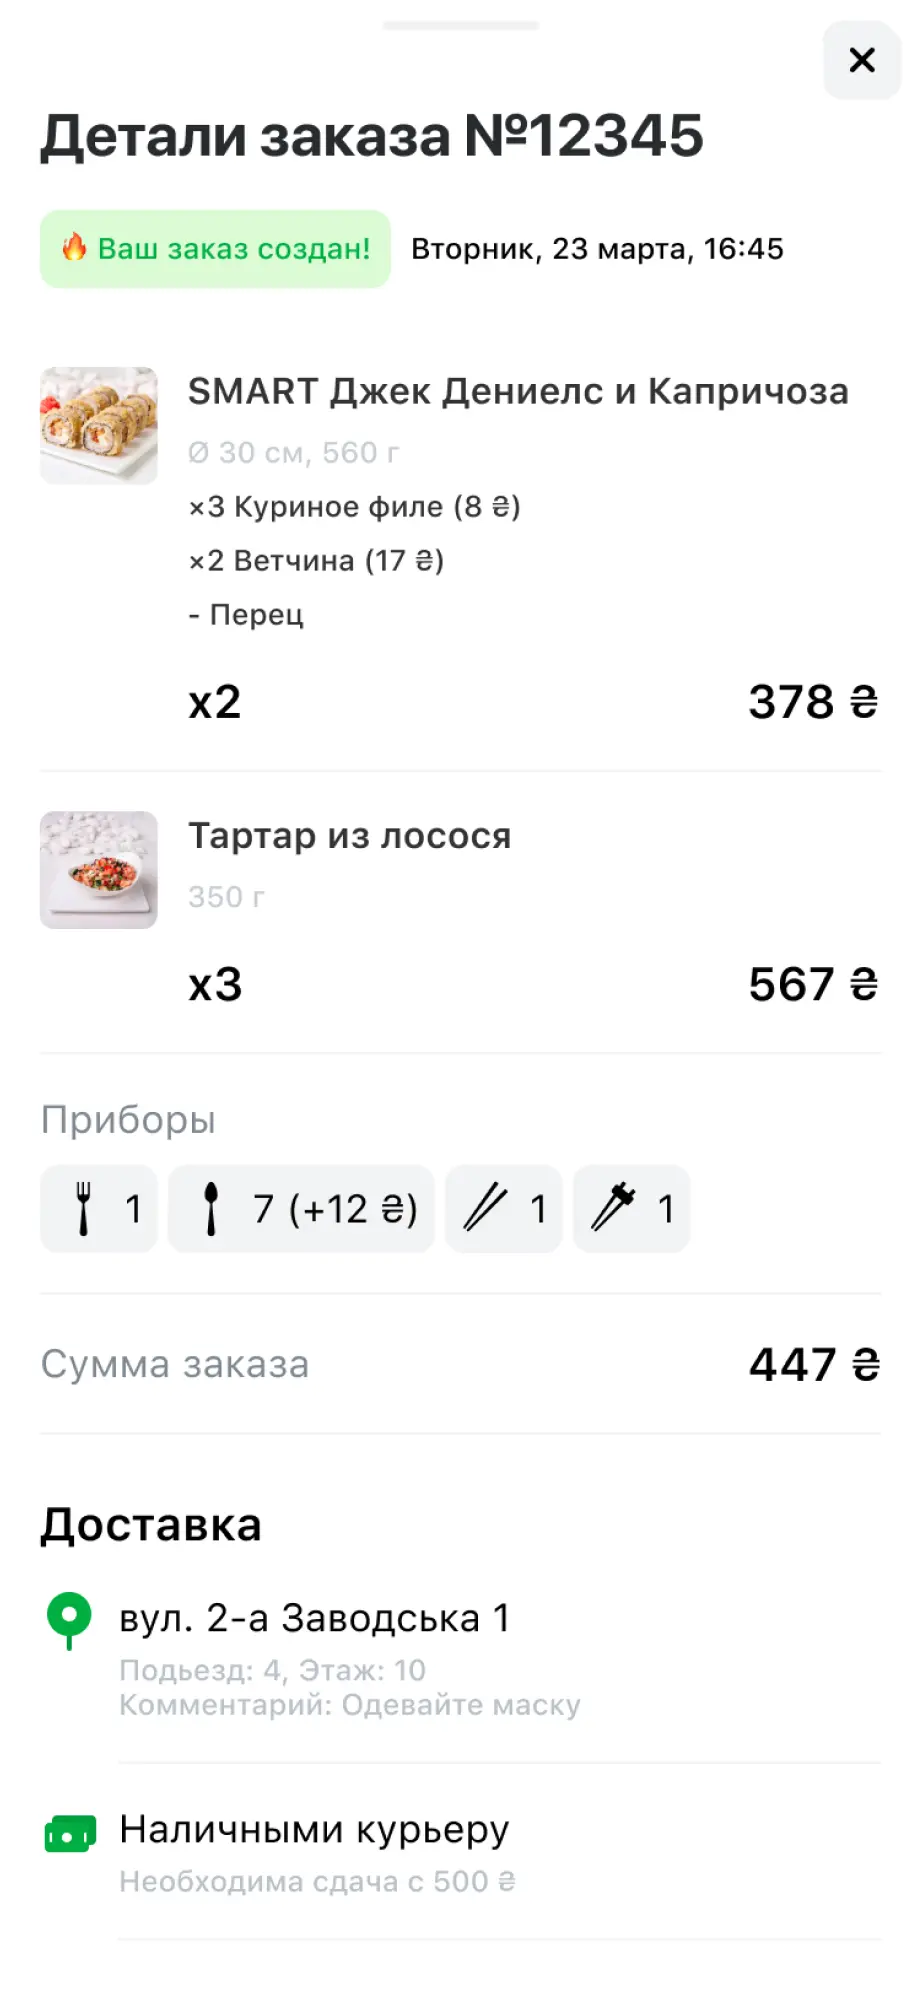 Детали заказа №12345
🔥 Ваш заказ создан! Вторник, 23 марта, 16:45
SMART Джек Дениелс и Капричоза
Ø 30 см, 560 г
×3 Куриное филе (8 ₴)
×2 Ветчина (17 ₴)
- Перец
x2 378 ₴
Тартар из лосося
350 г
x3 567 ₴
Приборы
1 7 (+12 ₴) 1 1
Сумма заказа 447 ₴
Доставка
вул. 2-а Заводська 1
Подьезд: 4, Этаж: 10
Комментарий: Одевайте маску
Наличными курьеру
Необходима сдача с 500 ₴